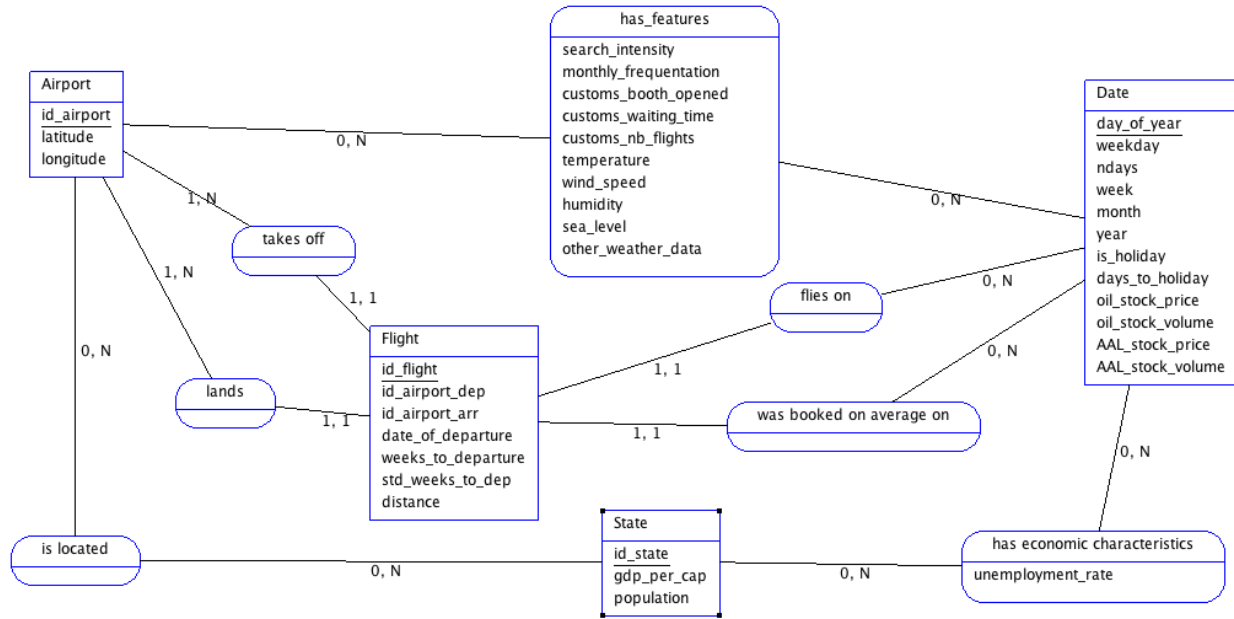 has_features
search_intensity
monthly_frequentation
customs_booth_opened
customs_waiting_time
customs_nb_flights
temperature
wind_speed
humidity
sea_level
other_weather_data
Airport
id_airport
latitude
longitude
Date
day_of_year
weekday
ndays
week
month
year
is_holiday
days_to_holiday
oil_stock_price
oil_stock_volume
AAL_stock_price
AAL_stock_volume
0, N
0, N
1, N
takes off
1, 1
1, N
flies on
0, N
1, 1
Flight
id_flight
id_airport_dep
id_airport_arr
date_of_departure
weeks_to_departure
std_weeks_to_dep
distance
0, N
lands
1, 1
0, N
was booked on average on
1, 1
0, N
State
id_state
gdp_per_cap
population
is located
0, N
0, N
has economic characteristics
unemployment_rate